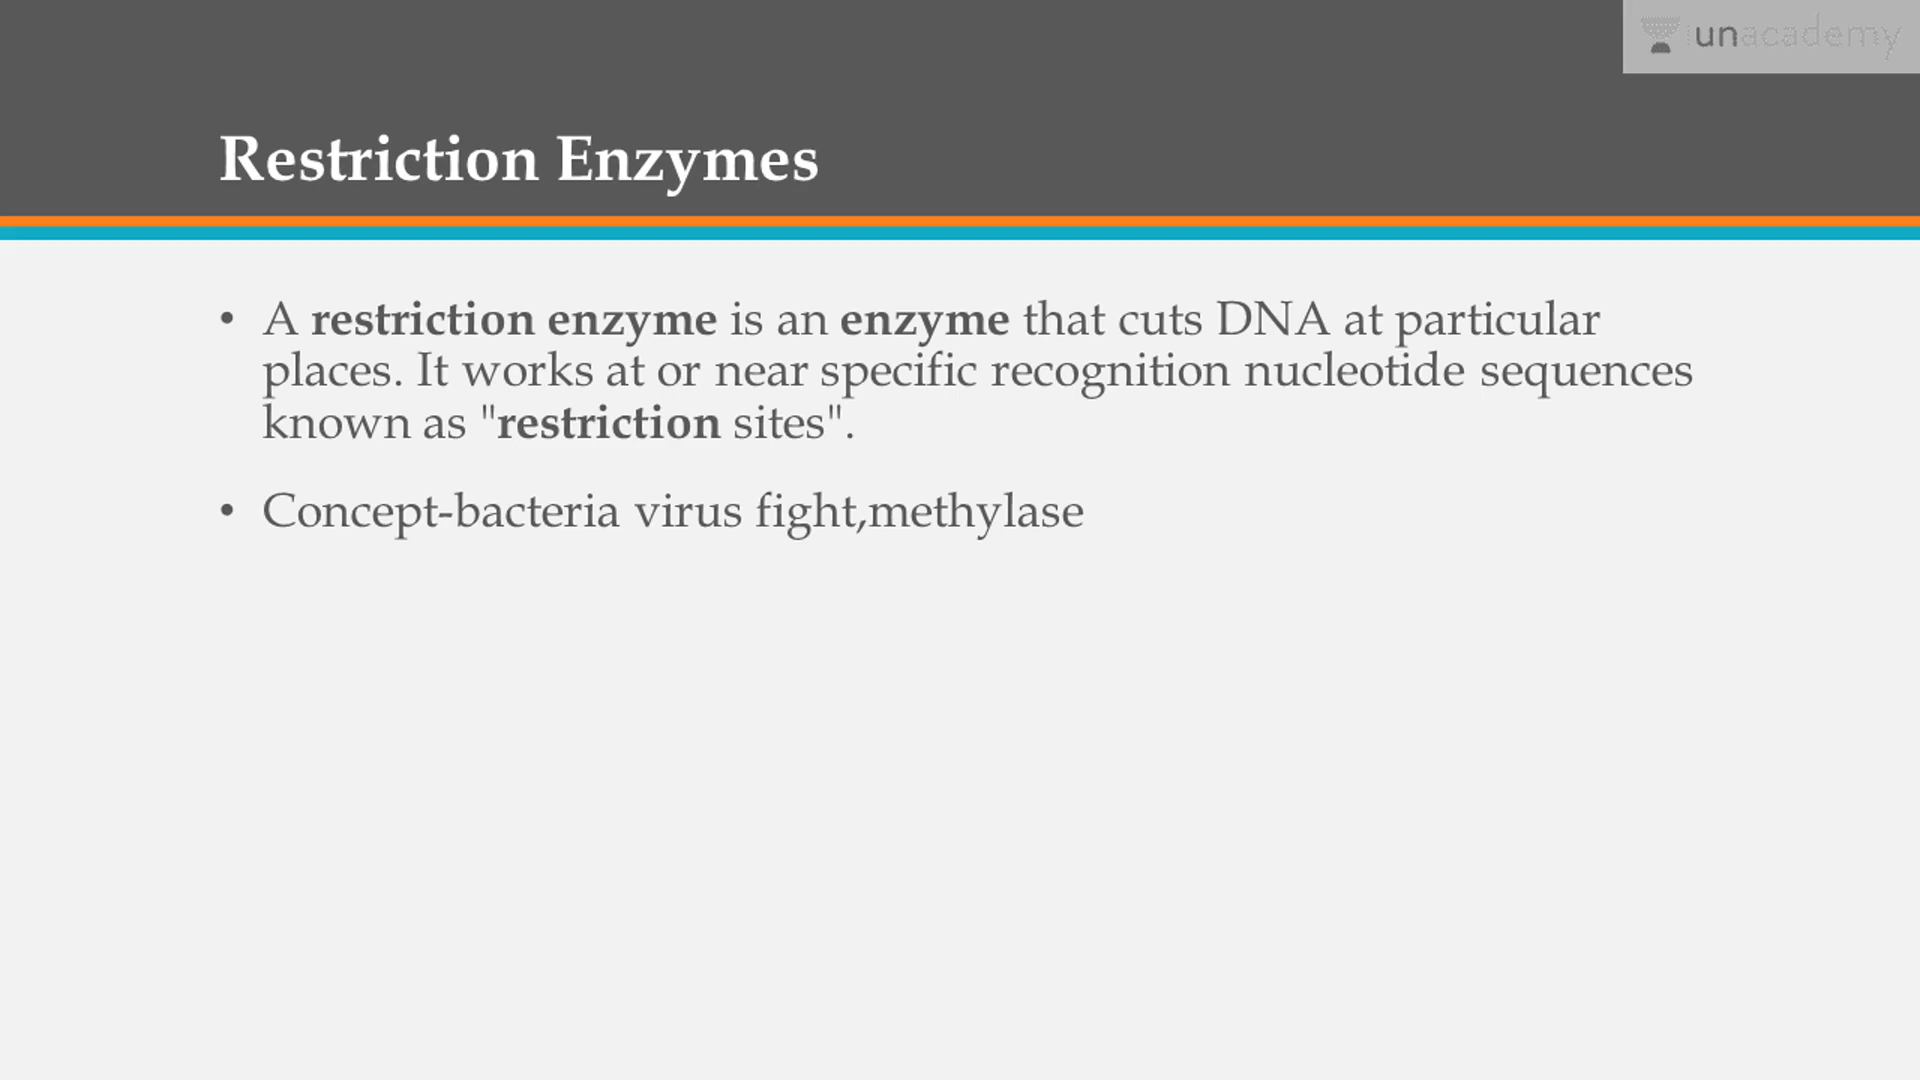 unacademy
Restriction Enzymes
• A restriction enzyme is an enzyme that cuts DNA at particular
places. It works at or near specific recognition nucleotide sequences
known as "restriction sites".
• Concept-bacteria virus fight,methylase